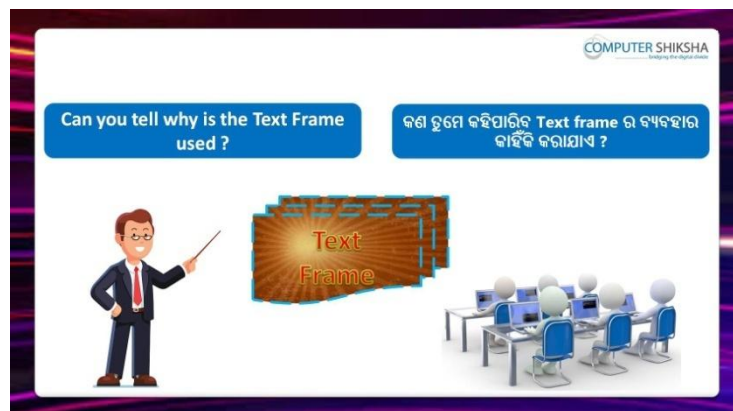 COMPUTER SHIKSHA
bridging the digital divide
Can you tell why is the Text Frame
used ?
କଣ ତୁମେ କହିପାରିବ Text frame ର ବ୍ୟବହାର
କାହିଁକି କରାଯାଏ ?
Text
Frame